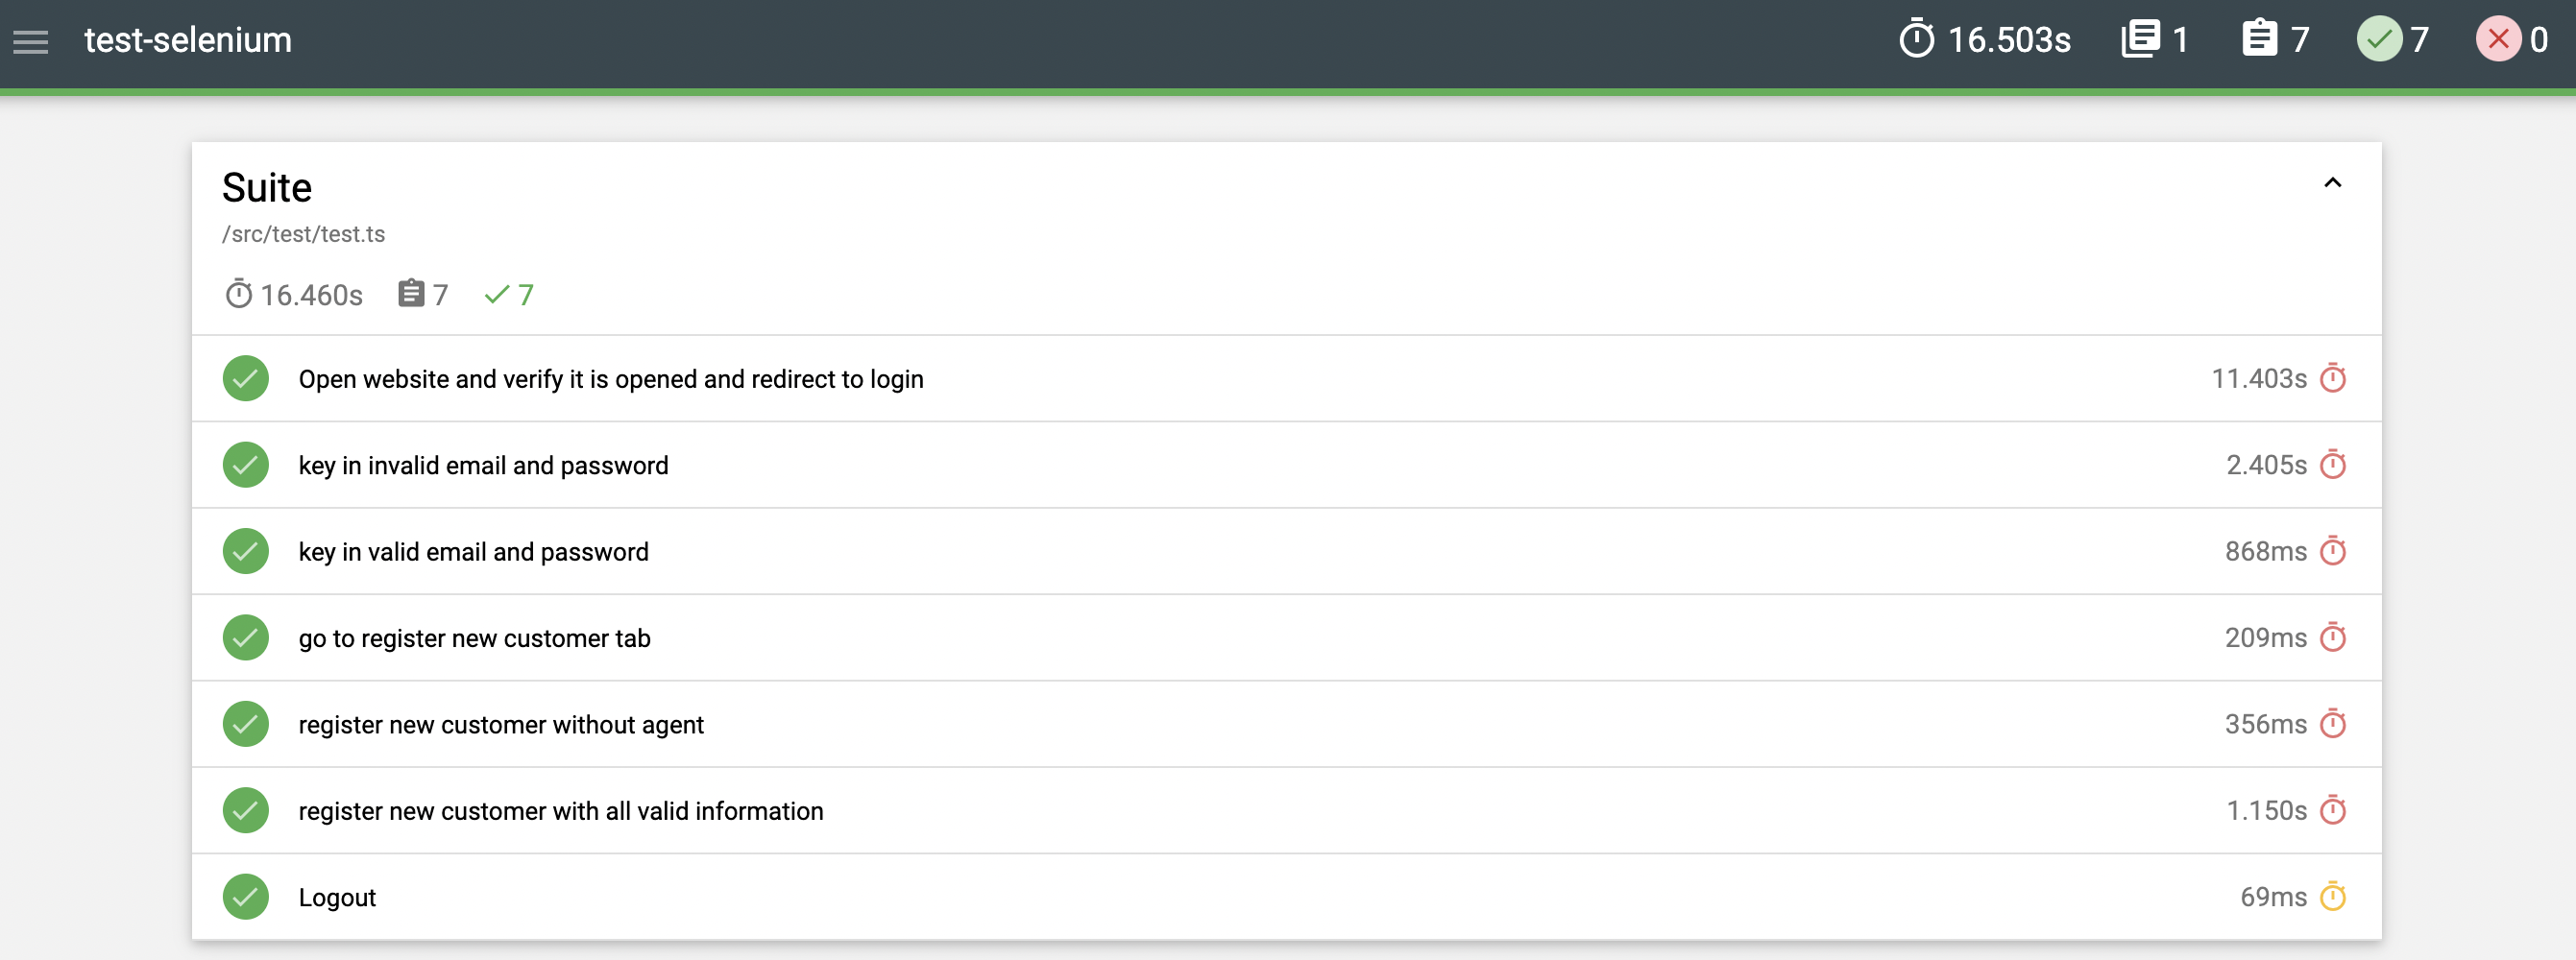 test-selenium 16.503s 1 7 7 0
Suite
/src/test/test.ts
16.460s 7 7
Open website and verify it is opened and redirect to login 11.403s
key in invalid email and password 2.405s
key in valid email and password 868ms
go to register new customer tab 209ms
register new customer without agent 356ms
register new customer with all valid information 1.150s
Logout 69ms